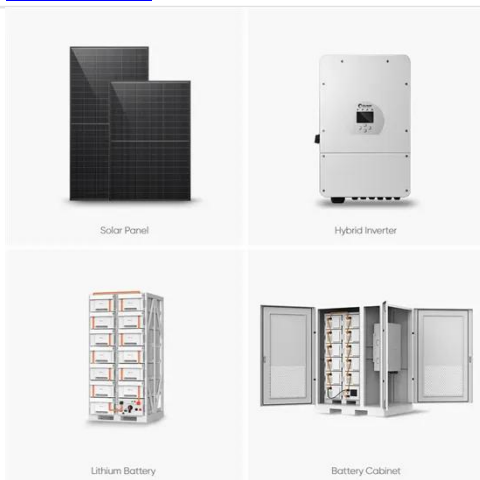 Solar Panel
Hybrid Inverter
Lithium Battery
Battery Cabinet